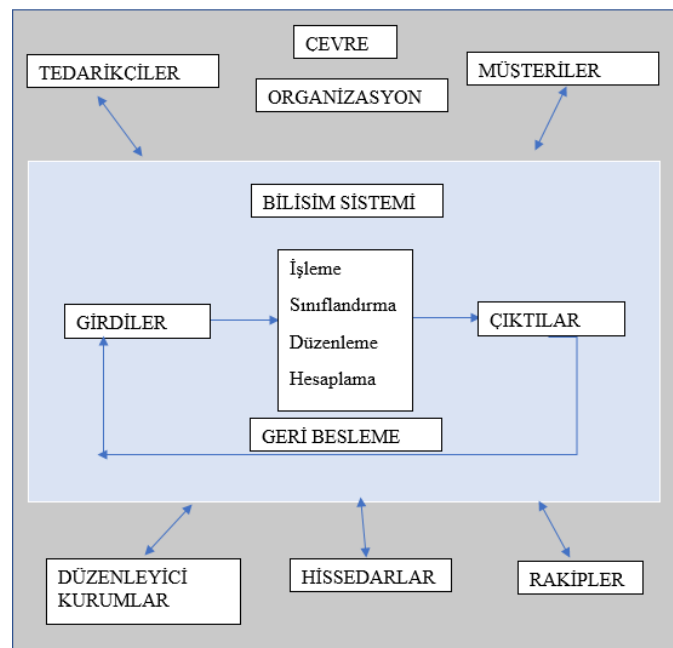 ÇEVRE
TEDARİKÇİLER
MÜŞTERİLER
ORGANİZASYON
BİLİSİM SİSTEMİ
İşleme
Sınıflandırma
Düzenleme
Hesaplama
GİRDİLER
ÇIKTILAR
GERİ BESLEME
DÜZENLEYİCİ
KURUMLAR
HİSSEDARLAR
RAKİPLER